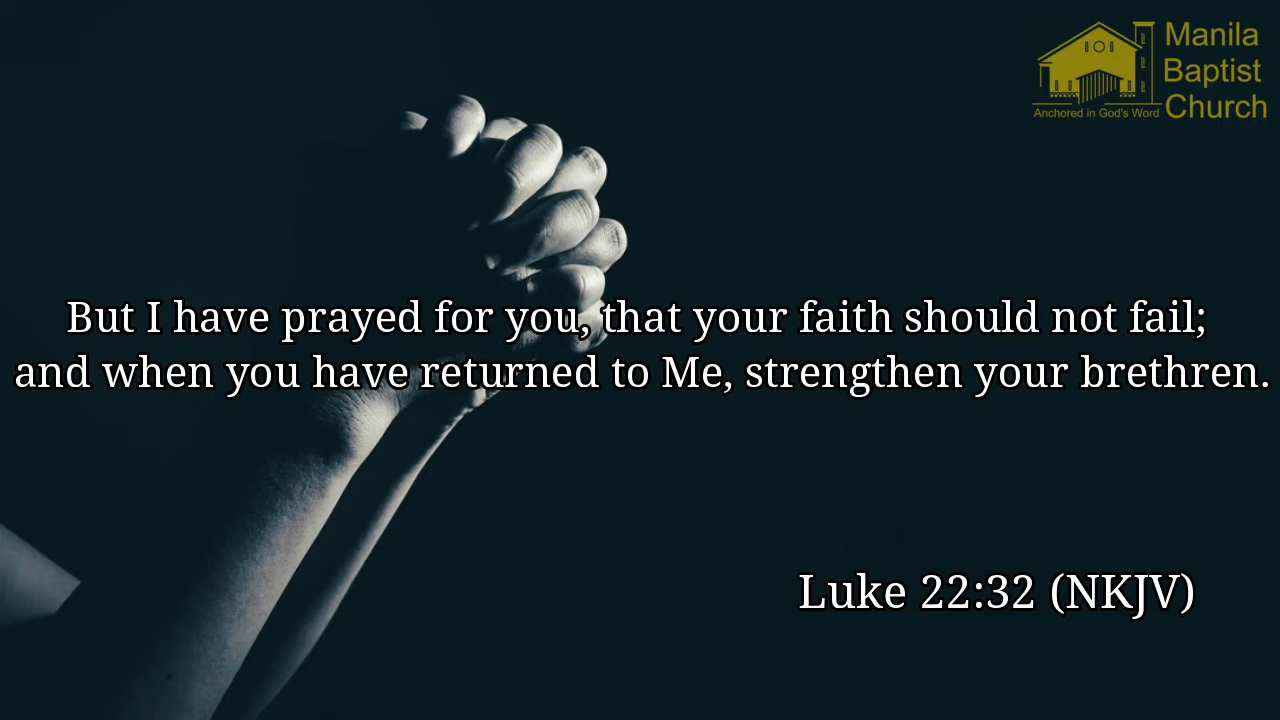 Manila
Baptist
Church
Anchored in God's Word
But I have prayed for you, that your faith should not fail;
and when you have returned to Me, strengthen your brethren.
Luke 22:32 (NKJV)